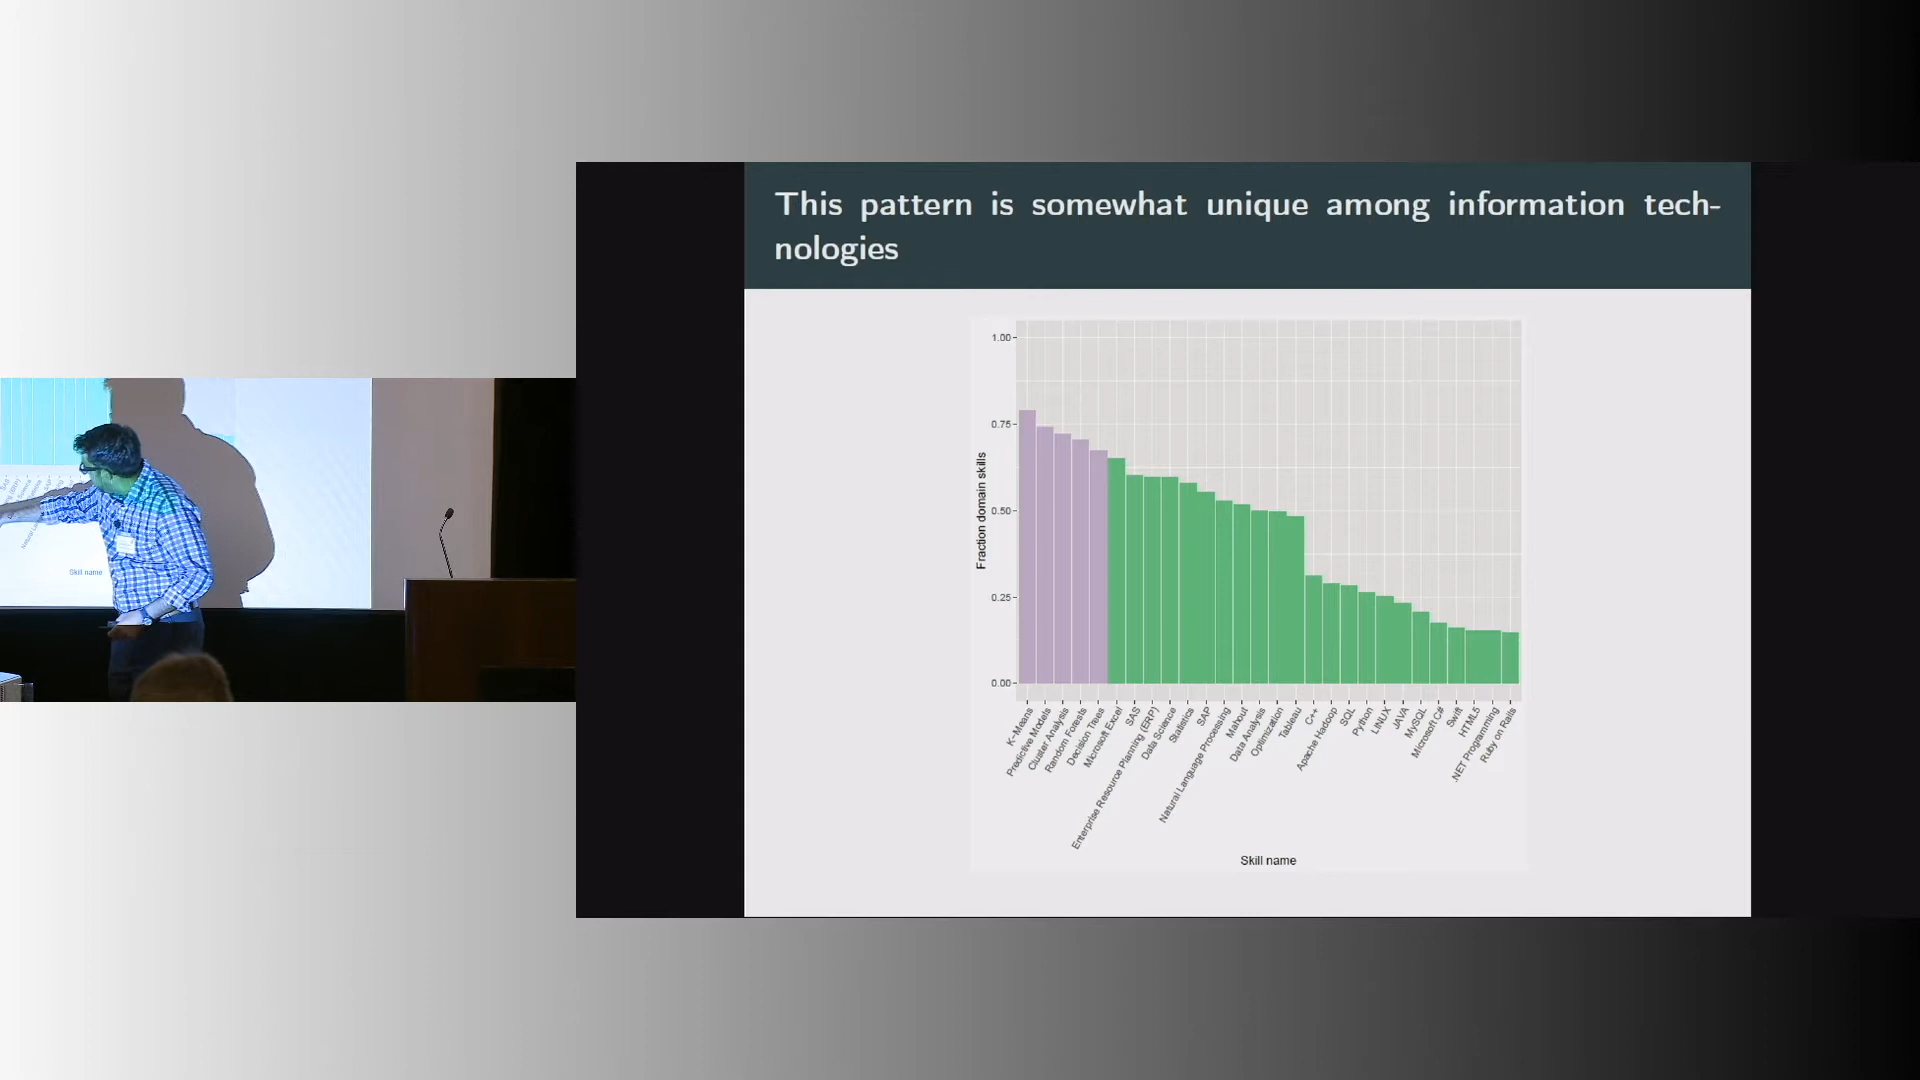 This pattern is somewhat unique among information tech-
nologies
1.00
0.75
0.50
0.25
0.00
Fraction domain skills
K-Means
Predictive Models
Cluster Analysis
Random Forests
Decision Trees
Microsoft Excel
SAS
Enterprise Resource Planning (ERP)
Data Science
Statistics
SAP
Natural Language Processing
Mahout
Data Analysis
Optimization
Tableau
C++
Apache Hadoop
SQL
Python
LINUX
JAVA
MySQL
Microsoft C#
Swift
HTML5
.NET Programming
Ruby on Rails
Skill name
Skill name